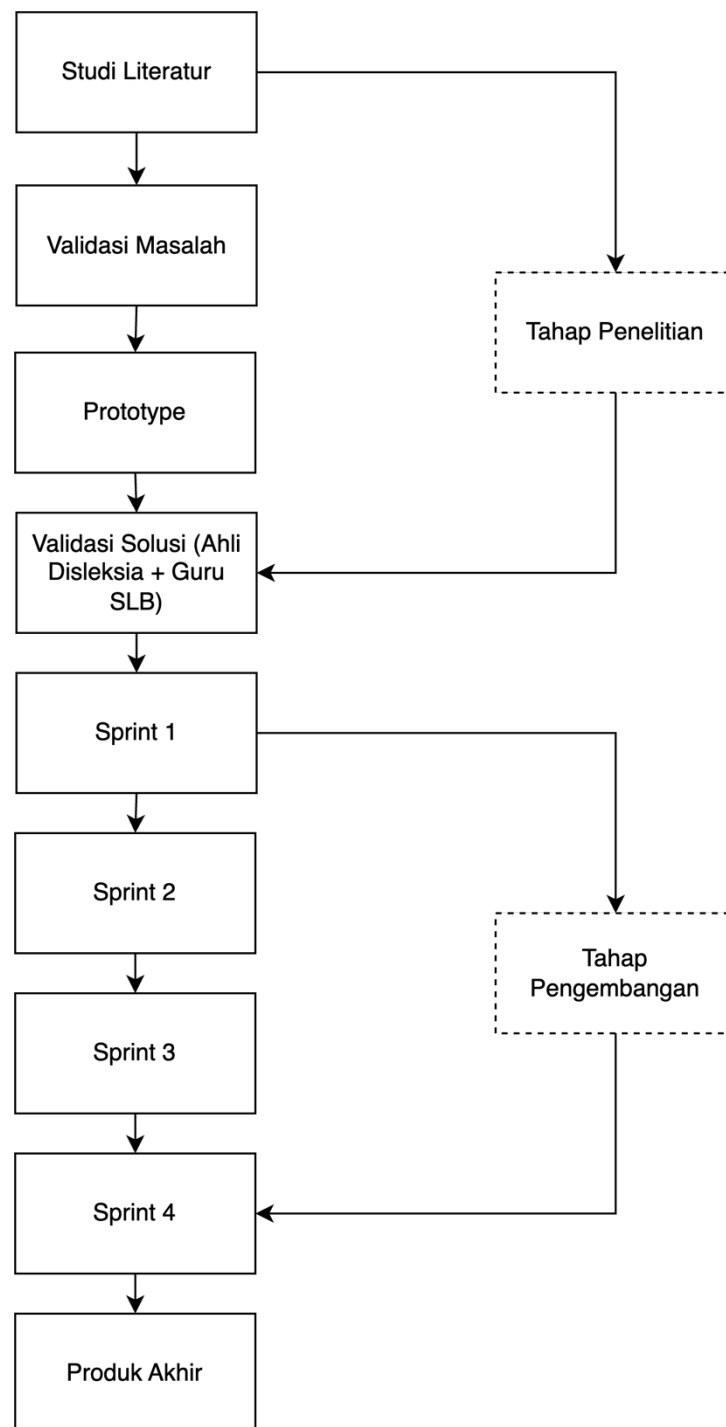 Studi Literatur
Validasi Masalah
Tahap Penelitian
Prototype
Validasi Solusi (Ahli
Disleksia + Guru
SLB)
Sprint 1
Sprint 2
Tahap
Pengembangan
Sprint 3
Sprint 4
Produk Akhir